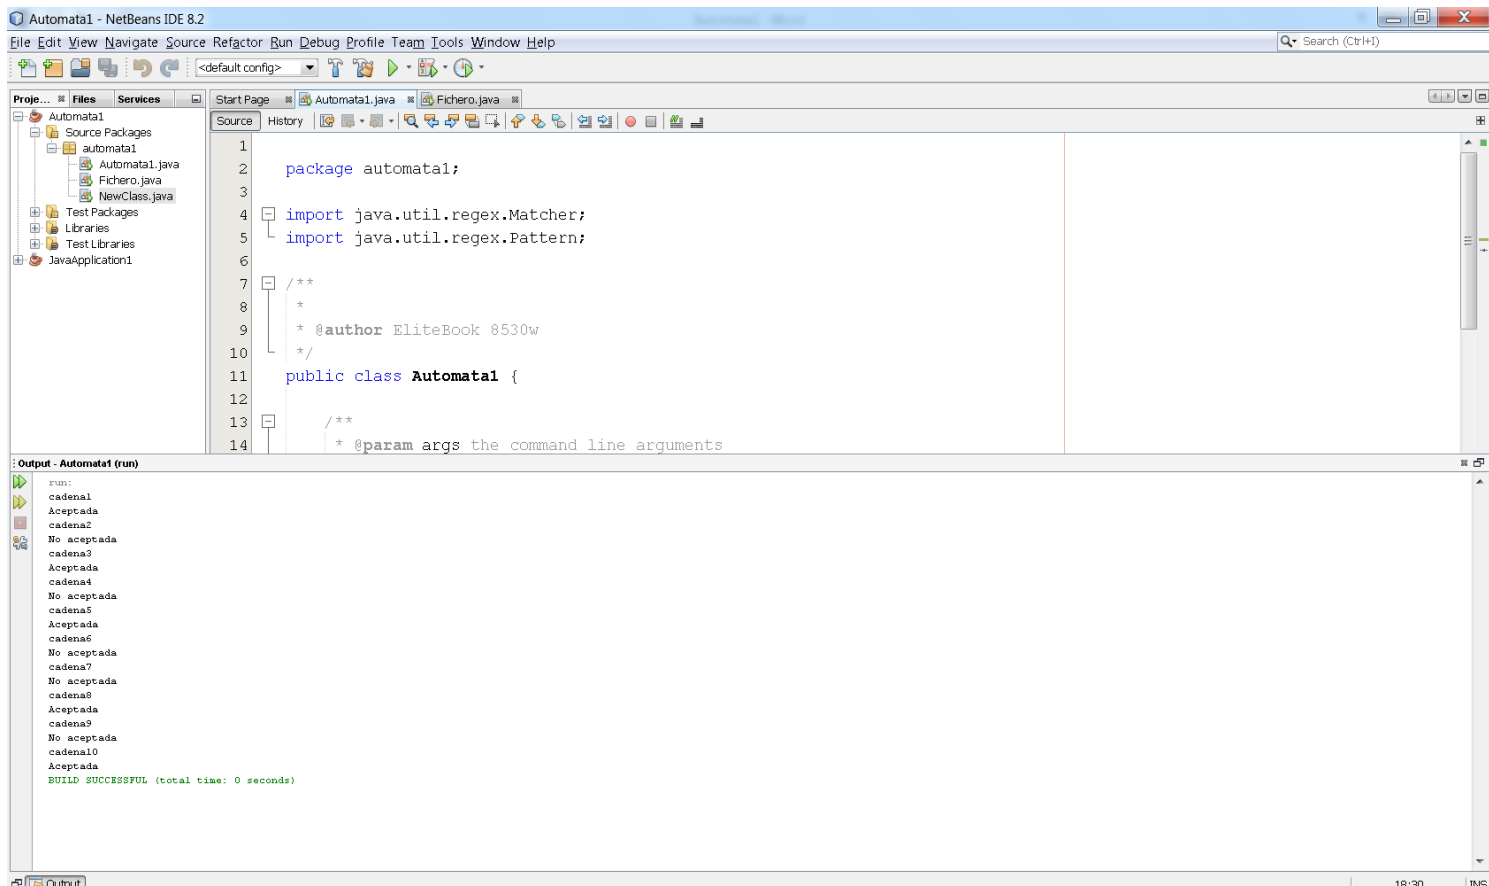 Automata1 - NetBeans IDE 8.2
File Edit View Navigate Source Refactor Run Debug Profile Team Tools Window Help
Search (Ctrl+I)
<default config>
Proje... Files Services
Start Page Automata1.java Fichero.java
Source History
Automata1
Source Packages
automata1
Automata1.java
Fichero.java
NewClass.java
Test Packages
Libraries
Test Libraries
JavaApplication1
1
2 package automata1;
3
4 import java.util.regex.Matcher;
5 import java.util.regex.Pattern;
6
7 /**
8 *
9 * @author EliteBook 8530w
10 */
11 public class Automata1 {
12
13 /**
14 * @param args the command line arguments
Output - Automata1 (run)
run:
cadena1
Aceptada
cadena2
No aceptada
cadena3
Aceptada
cadena4
No aceptada
cadena5
Aceptada
cadena6
No aceptada
cadena7
No aceptada
cadena8
Aceptada
cadena9
No aceptada
cadena10
Aceptada
BUILD SUCCESSFUL (total time: 0 seconds)
Output
18:30 INS